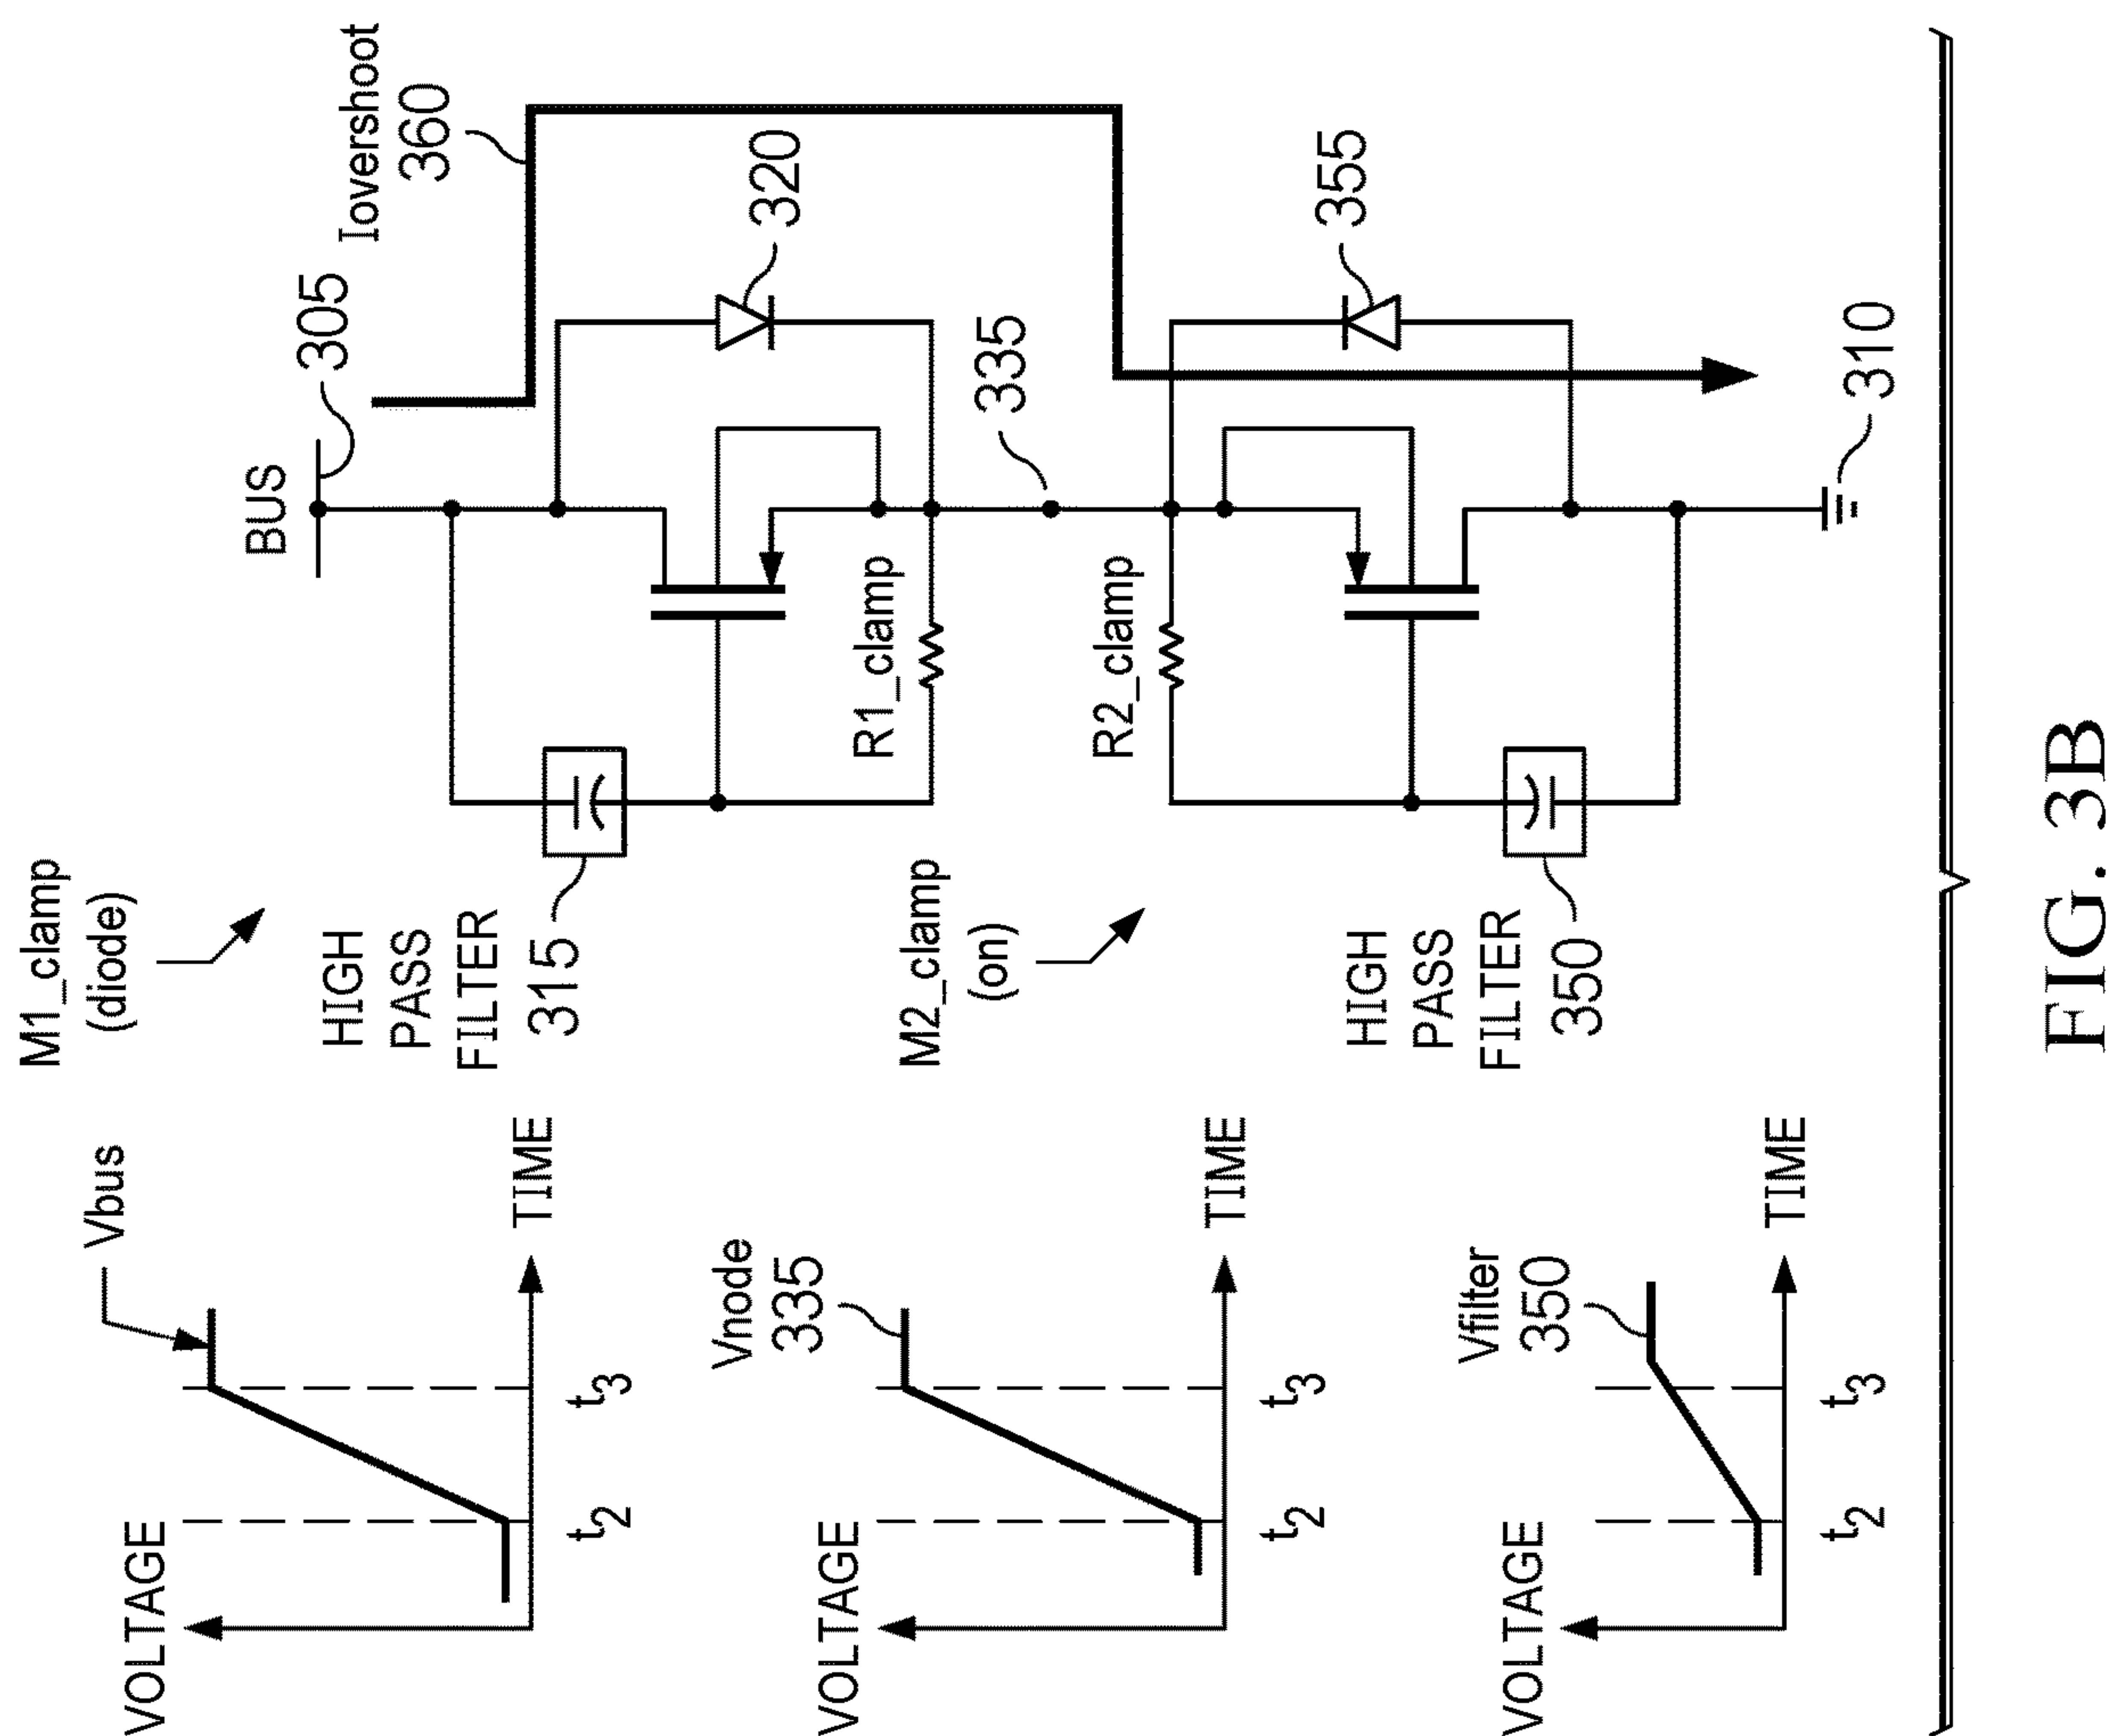 BUS
305
Iovershoot
360
M1_clamp
(diode)
HIGH
PASS
FILTER
315
320
R1_clamp
335
M2_clamp
(on)
R2_clamp
HIGH
PASS
FILTER
350
355
310
VOLTAGE
Vbus
t2
t3
TIME
VOLTAGE
Vnode
335
t2
t3
TIME
VOLTAGE
Vfilter
350
t2
t3
TIME
FIG. 3B